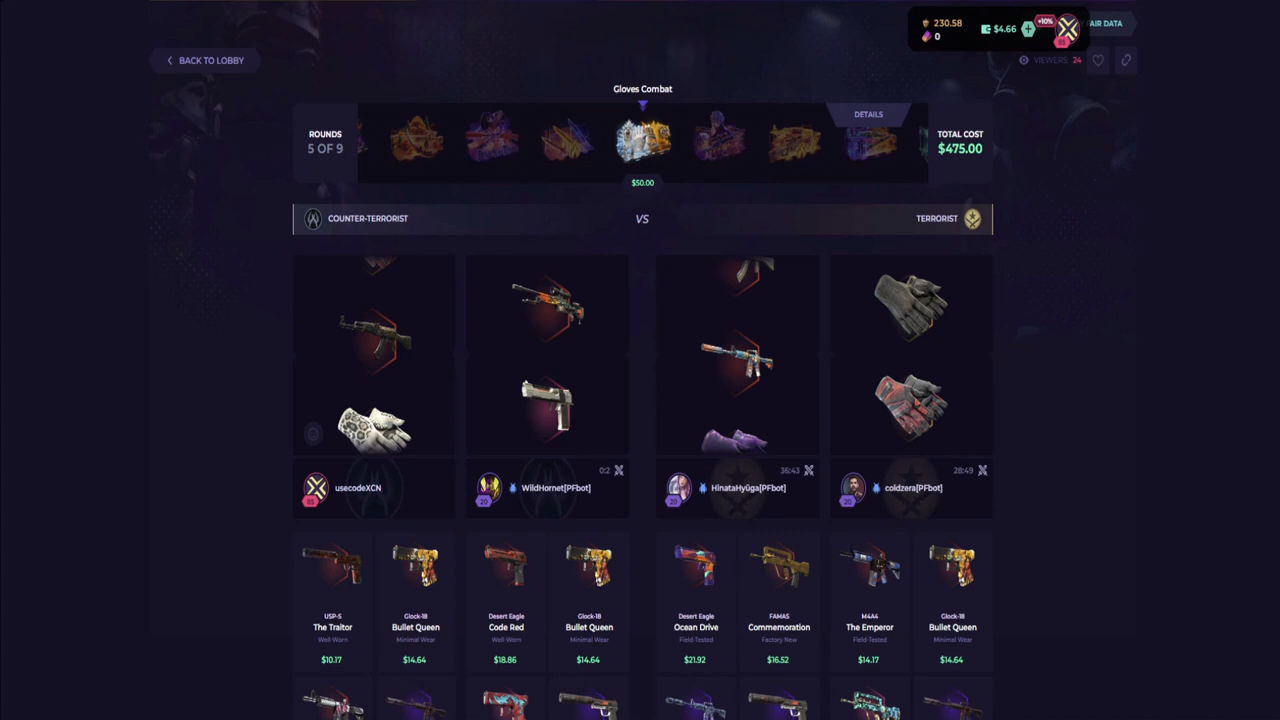 230.58
0
$4.66
+10%
AIR DATA
BACK TO LOBBY
VIEWERS: 24
Gloves Combat
DETAILS
ROUNDS
5 OF 9
TOTAL COST
$475.00
$50.00
COUNTER-TERRORIST
VS
TERRORIST
0:2
36:43
28:49
usecodeXCN
20
WildHornet[PFbot]
20
HinataHyūga[PFbot]
20
coldzera[PFbot]
USP-S
The Traitor
Well-Worn
$10.17
Glock-18
Bullet Queen
Minimal Wear
$14.64
Desert Eagle
Code Red
Well-Worn
$18.86
Glock-18
Bullet Queen
Minimal Wear
$14.64
Desert Eagle
Ocean Drive
Field-Tested
$21.92
FAMAS
Commemoration
Factory New
$16.52
M4A4
The Emperor
Field-Tested
$14.17
Glock-18
Bullet Queen
Minimal Wear
$14.64